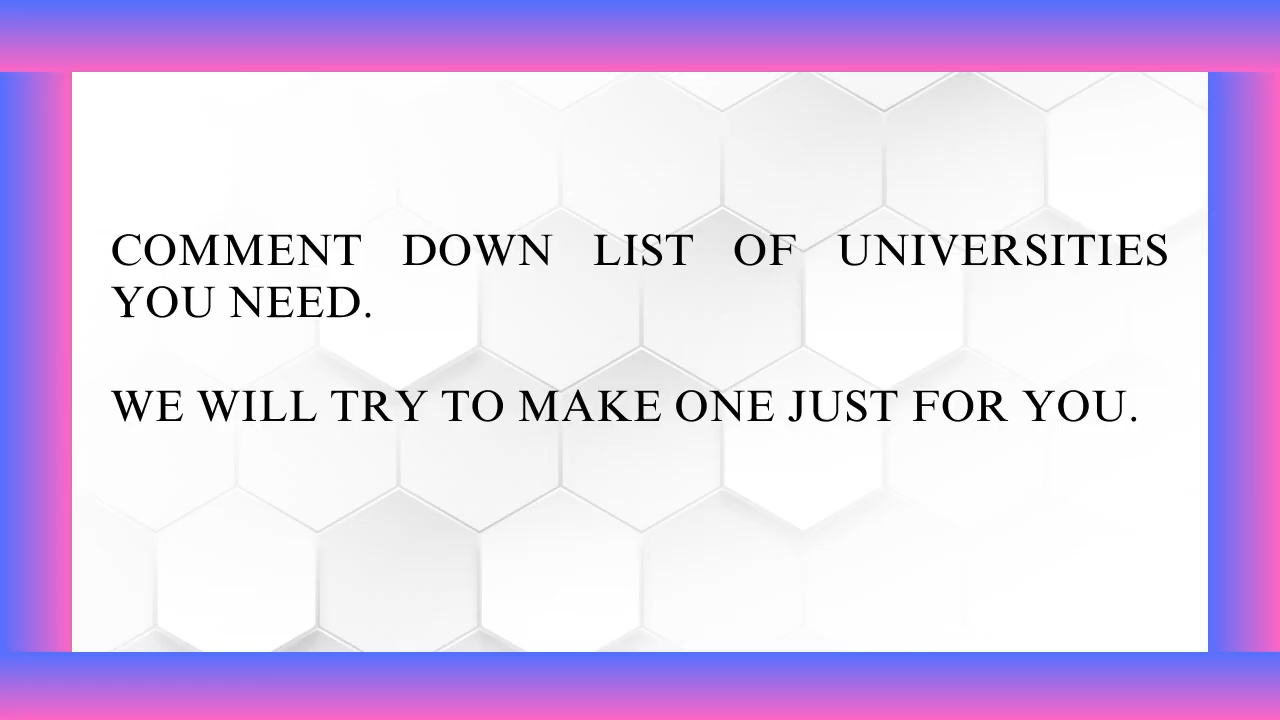 COMMENT DOWN LIST OF UNIVERSITIES
YOU NEED.
WE WILL TRY TO MAKE ONE JUST FOR YOU.